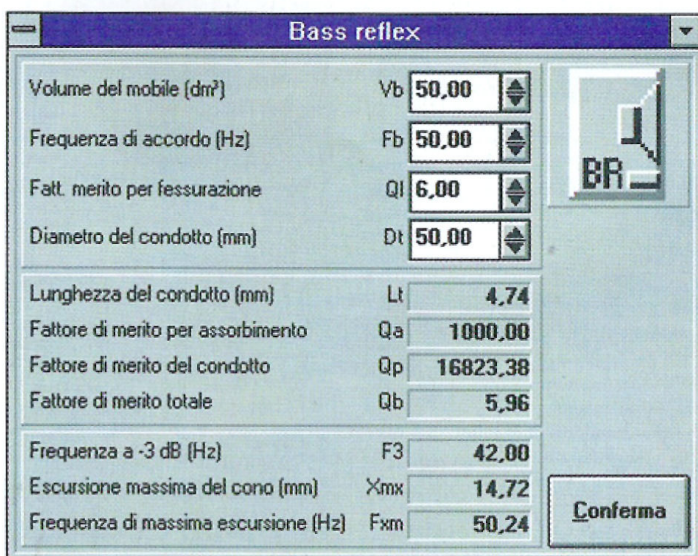 Bass reflex
Volume del mobile (dm³) Vb 50,00
Frequenza di accordo (Hz) Fb 50,00
Fatt. merito per fessurazione Ql 6,00
Diametro del condotto (mm) Dt 50,00
BR
Lunghezza del condotto (mm) Lt 4,74
Fattore di merito per assorbimento Qa 1000,00
Fattore di merito del condotto Qp 16823,38
Fattore di merito totale Qb 5,96
Frequenza a -3 dB (Hz) F3 42,00
Escursione massima del cono (mm) Xmx 14,72
Frequenza di massima escursione (Hz) Fxm 50,24
Conferma